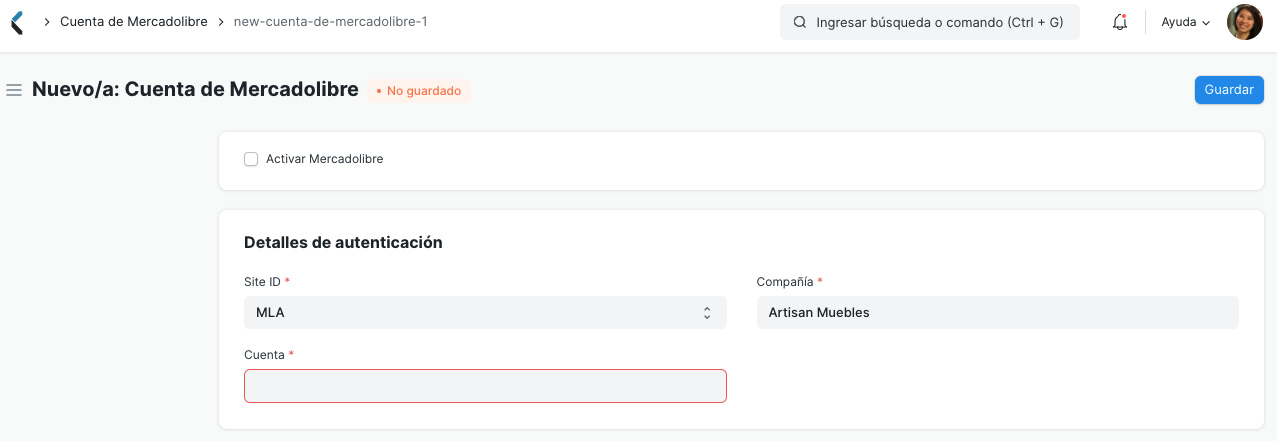 Cuenta de Mercadolibre
new-cuenta-de-mercadolibre-1
Ingresar búsqueda o comando (Ctrl + G)
Ayuda
Nuevo/a: Cuenta de Mercadolibre
• No guardado
Guardar
Activar Mercadolibre
Detalles de autenticación
Site ID *
Compañía *
MLA
Artisan Muebles
Cuenta *